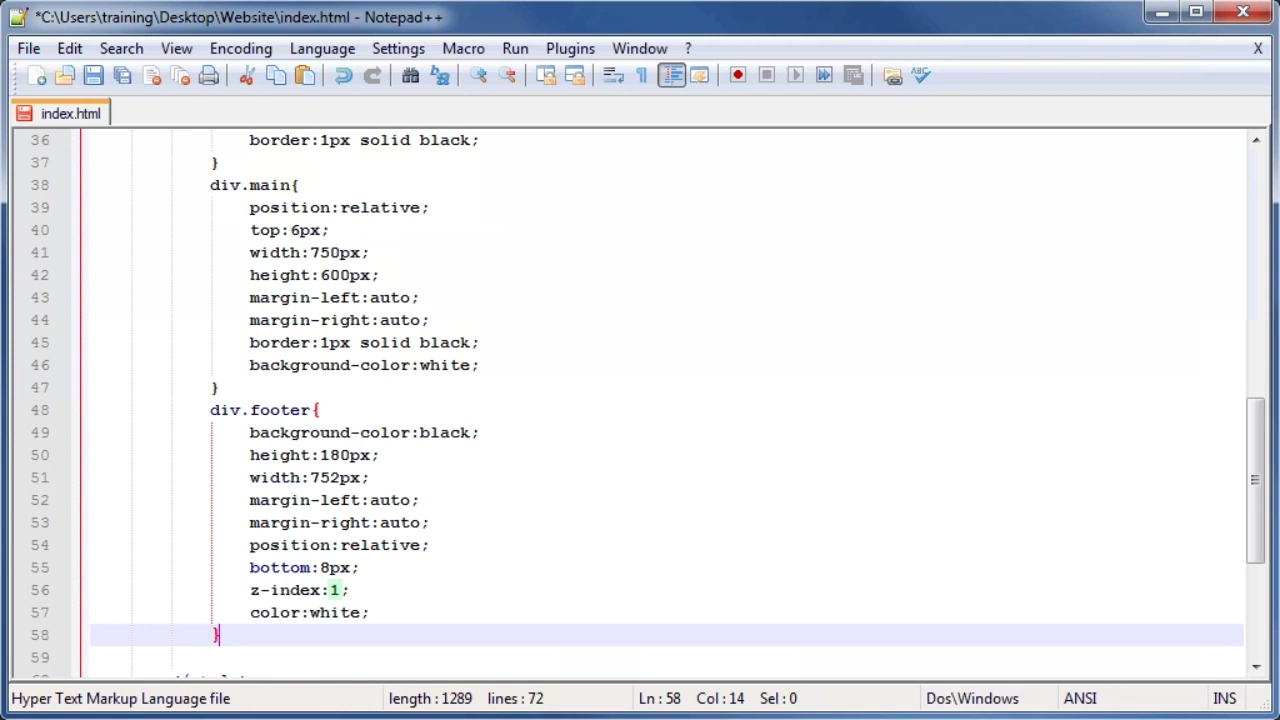 *C:\Users\training\Desktop\Website\index.html - Notepad++
File Edit Search View Encoding Language Settings Macro Run Plugins Window ? X
index.html
36 border:1px solid black;
37 }
38 div.main{
39 position:relative;
40 top:6px;
41 width:750px;
42 height:600px;
43 margin-left:auto;
44 margin-right:auto;
45 border:1px solid black;
46 background-color:white;
47 }
48 div.footer{
49 background-color:black;
50 height:180px;
51 width:752px;
52 margin-left:auto;
53 margin-right:auto;
54 position:relative;
55 bottom:8px;
56 z-index:1;
57 color:white;
58 }
59
Hyper Text Markup Language file length : 1289 lines : 72 Ln : 58 Col : 14 Sel : 0 Dos\Windows ANSI INS